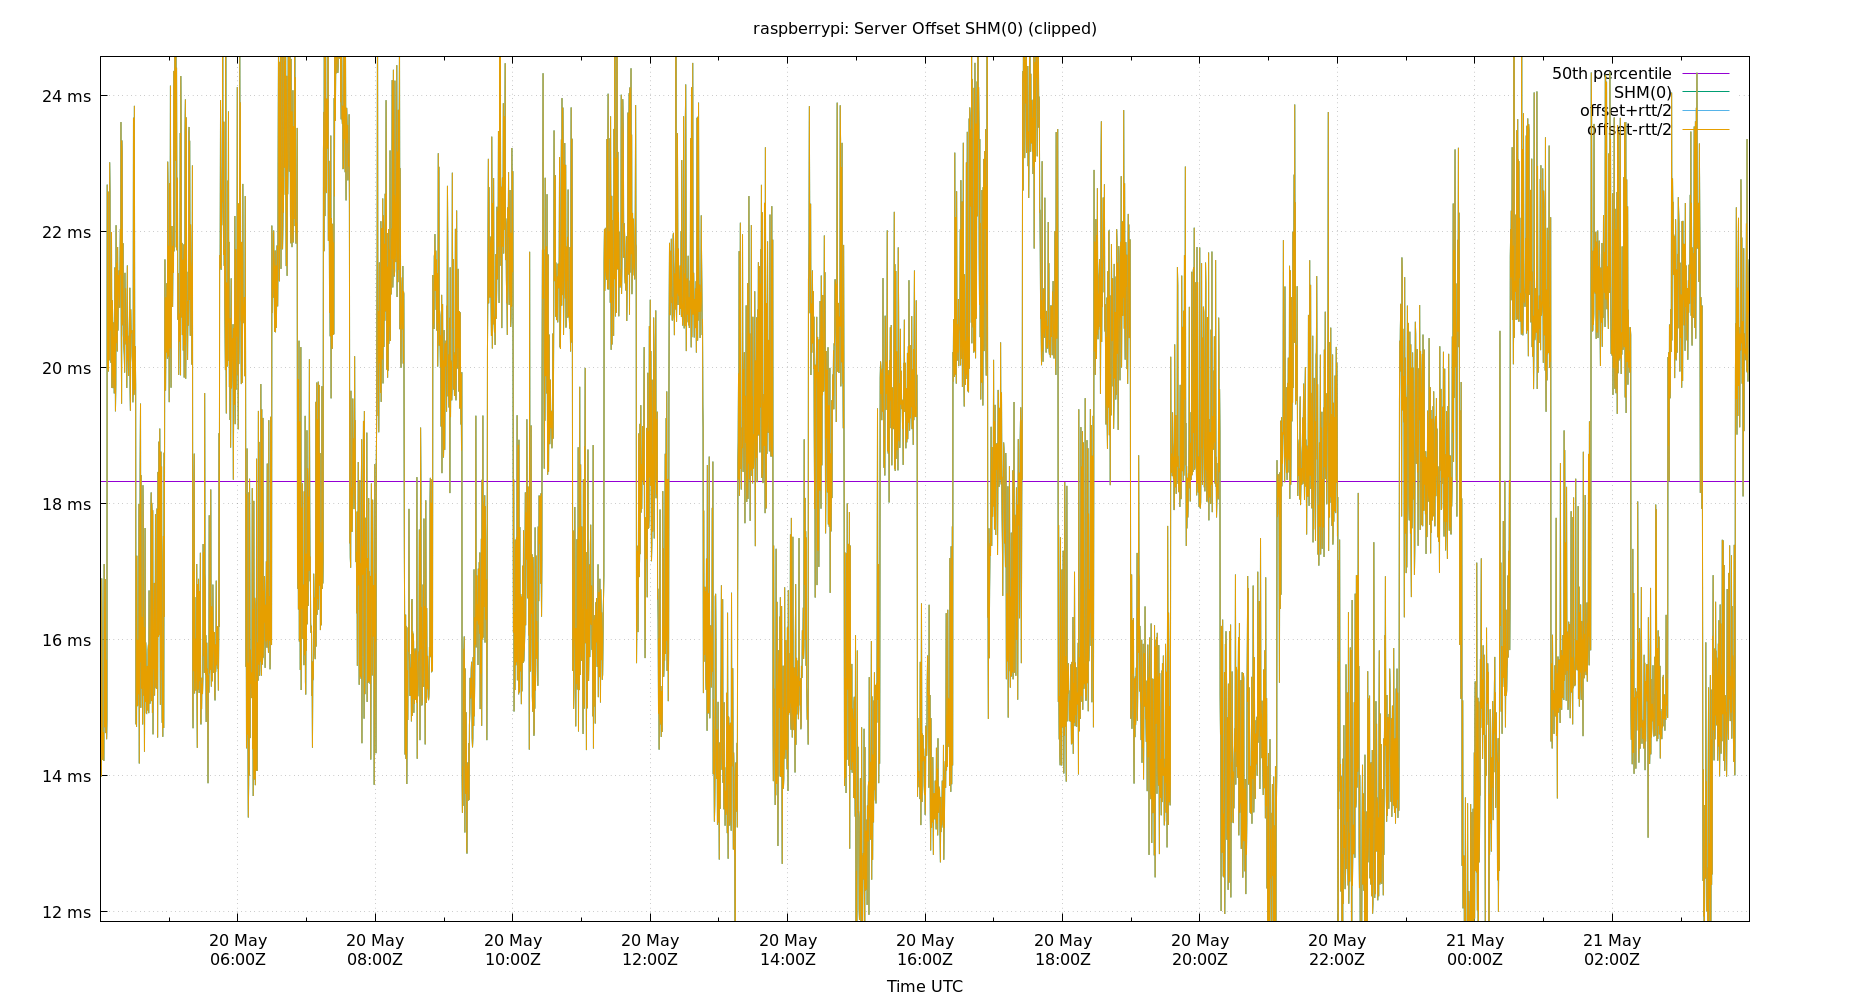 raspberrypi: Server Offset SHM(0) (clipped)
50th percentile
SHM(0)
offset+rtt/2
offset-rtt/2
24 ms
22 ms
20 ms
18 ms
16 ms
14 ms
12 ms
20 May 20 May 20 May 20 May 20 May 20 May 20 May 20 May 20 May 21 May 21 May
06:00Z 08:00Z 10:00Z 12:00Z 14:00Z 16:00Z 18:00Z 20:00Z 22:00Z 00:00Z 02:00Z
Time UTC